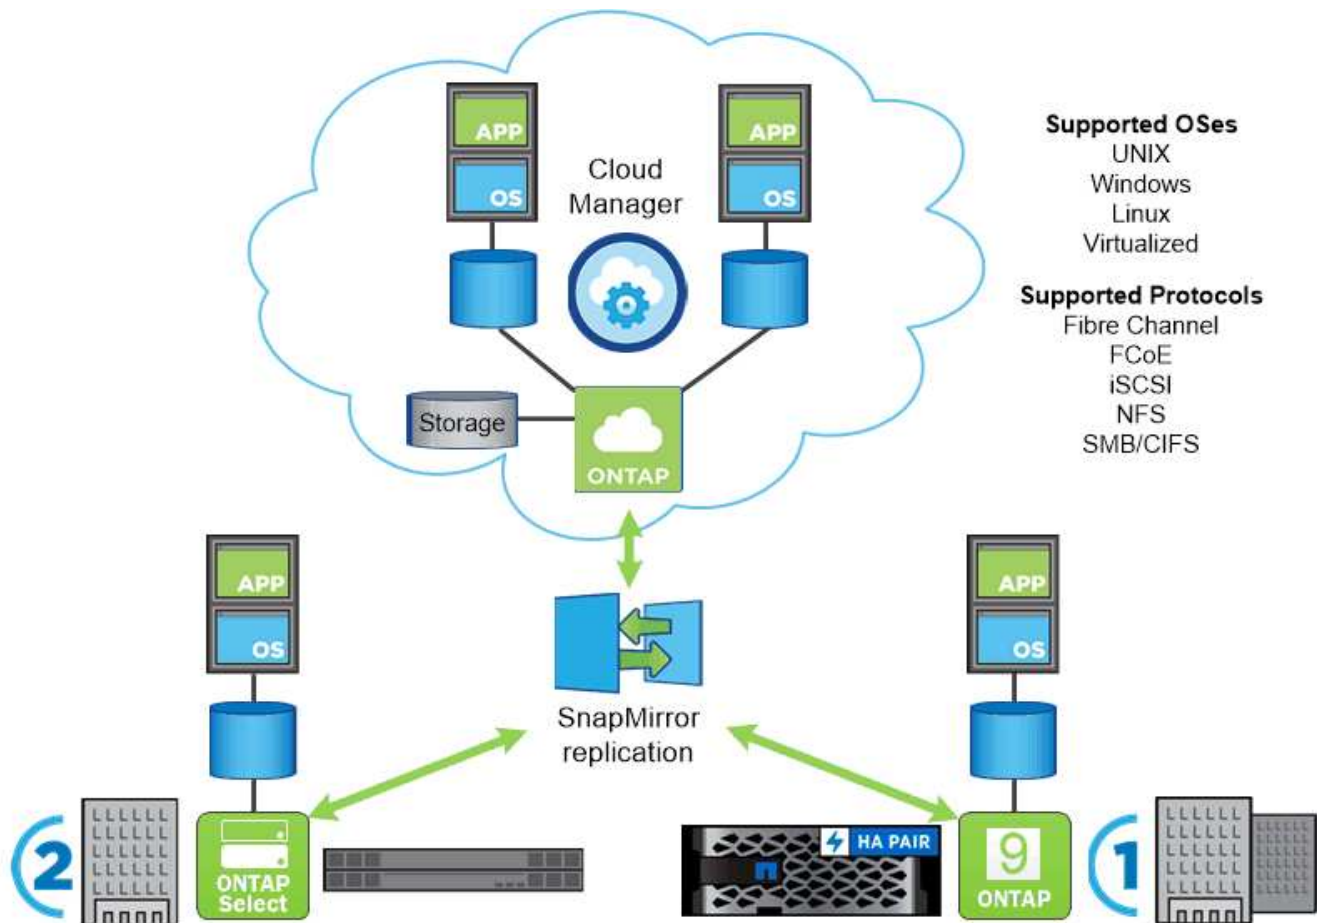 APP
OS
APP
OS
Cloud
Manager
Storage
ONTAP
Supported OSes
UNIX
Windows
Linux
Virtualized
Supported Protocols
Fibre Channel
FCoE
iSCSI
NFS
SMB/CIFS
APP
OS
SnapMirror
replication
APP
OS
2
ONTAP
Select
HA PAIR
9
ONTAP
1